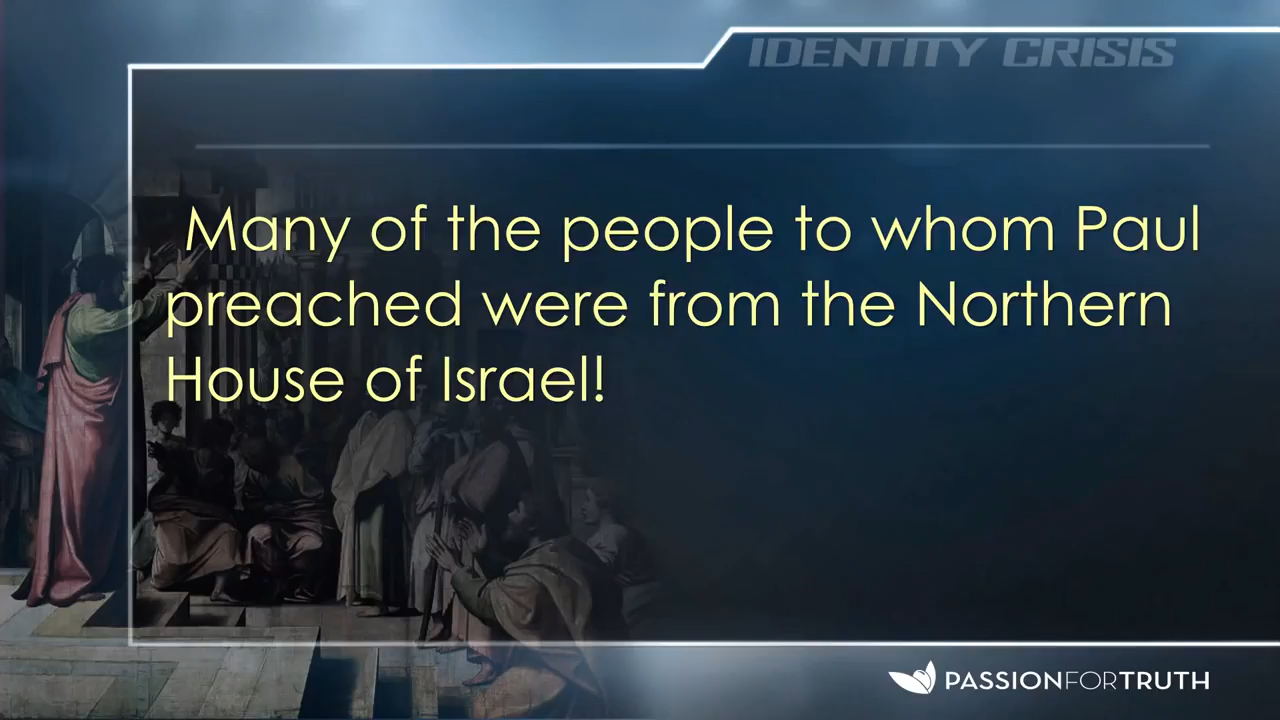 IDENTITY CRISIS
Many of the people to whom Paul
preached were from the Northern
House of Israel!
PASSIONFORTRUTH